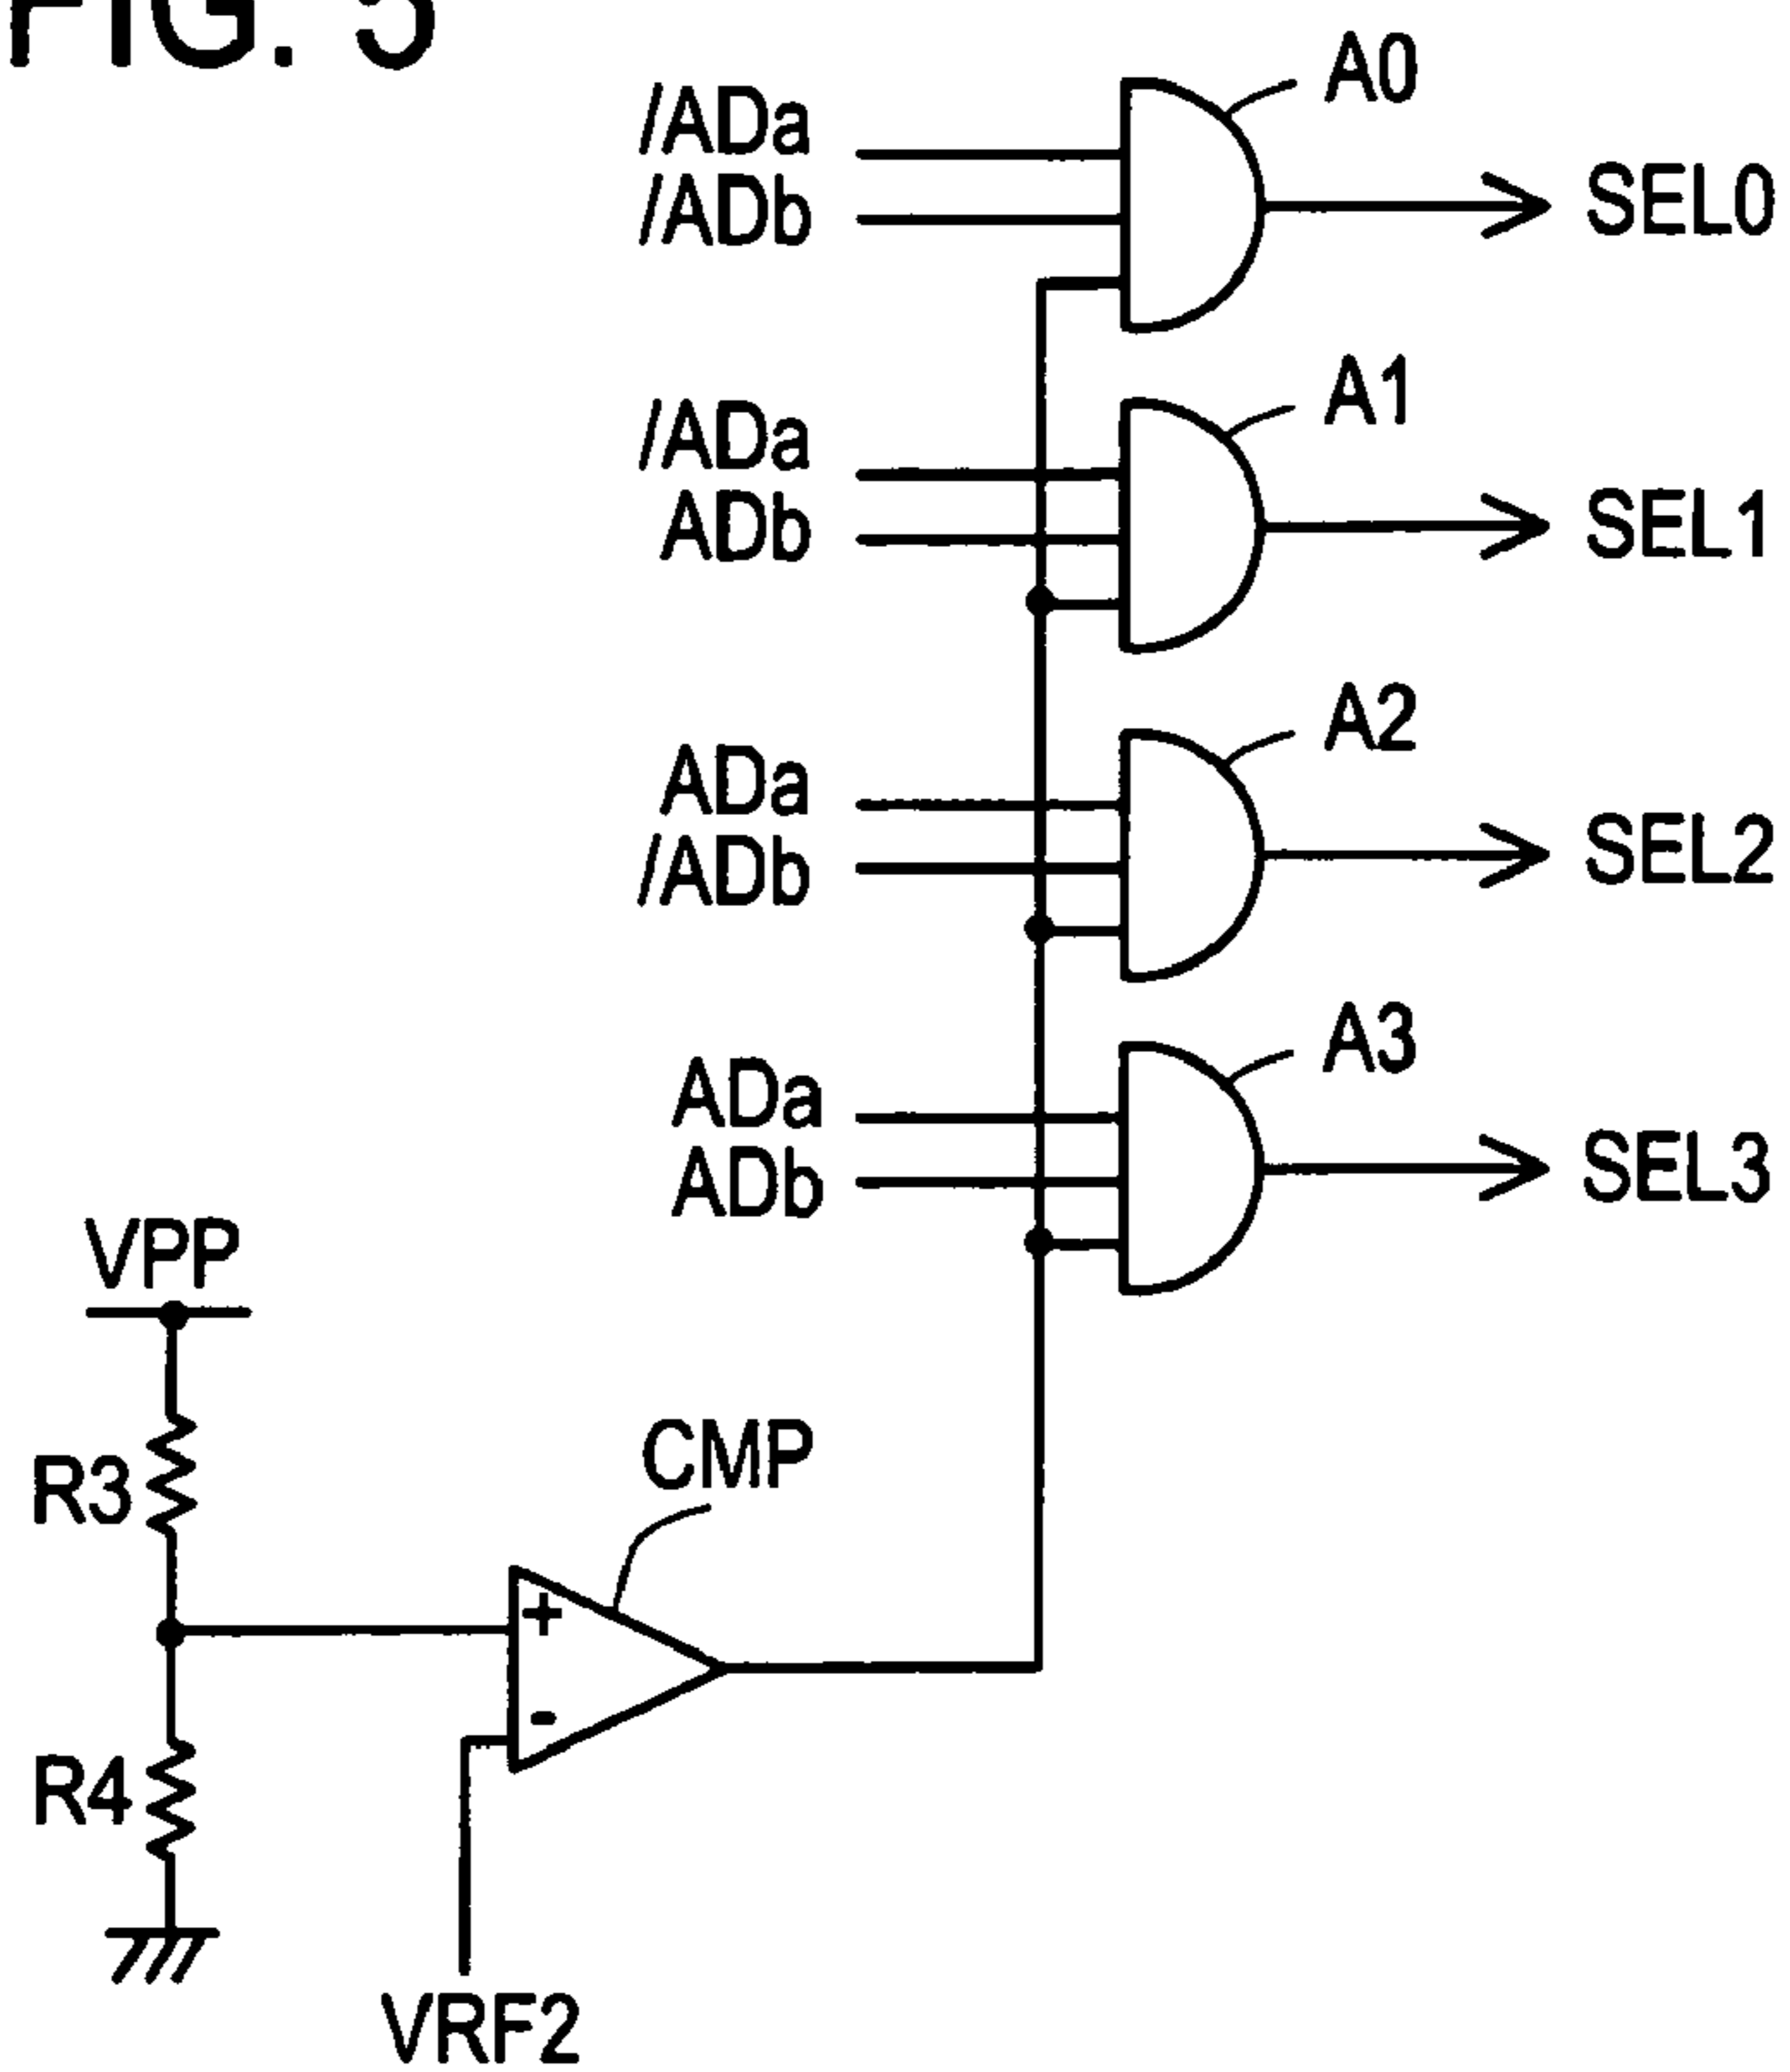 FIG. 5
A0
/ADa
/ADb
SEL0
A1
/ADa
ADb
SEL1
A2
ADa
/ADb
SEL2
A3
ADa
ADb
SEL3
VPP
R3
CMP
+
-
R4
VRF2